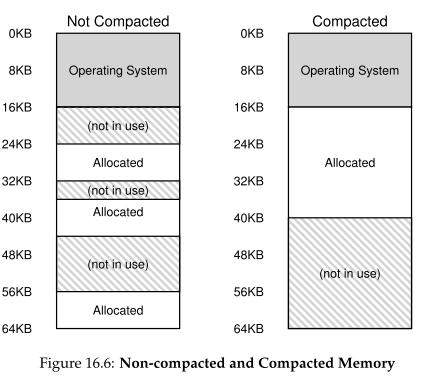 Not Compacted
0KB
8KB
Operating System
16KB
(not in use)
24KB
Allocated
32KB
(not in use)
Allocated
40KB
48KB
(not in use)
56KB
Allocated
64KB
Compacted
0KB
8KB
Operating System
16KB
24KB
Allocated
32KB
40KB
48KB
(not in use)
56KB
64KB
Figure 16.6: Non-compacted and Compacted Memory